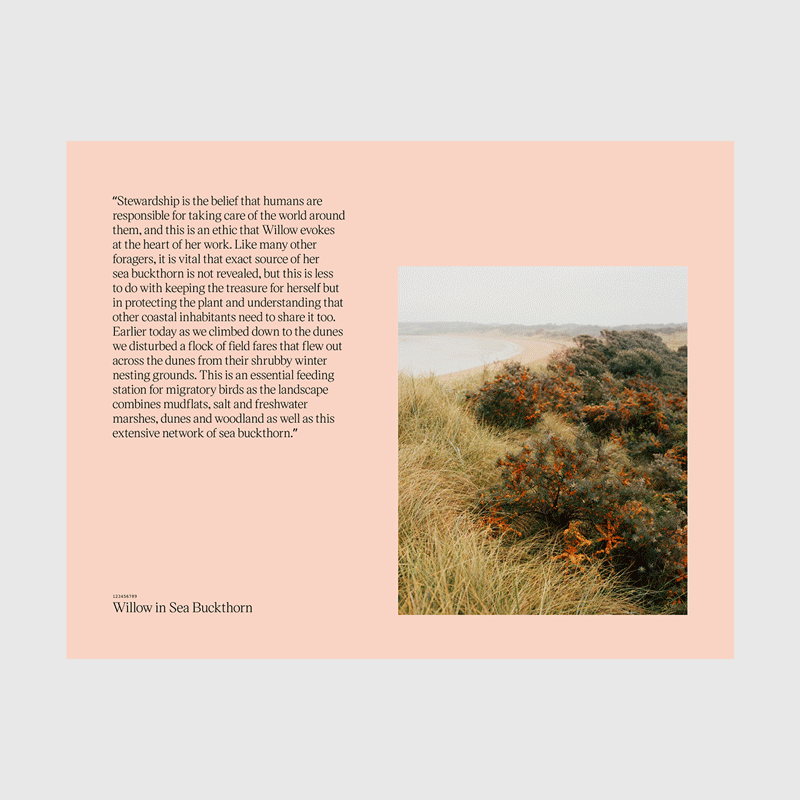 "Stewardship is the belief that humans are
responsible for taking care of the world around
them, and this is an ethic that Willow evokes
at the heart of her work. Like many other
foragers, it is vital that exact source of her
sea buckthorn is not revealed, but this is less
to do with keeping the treasure for herself but
in protecting the plant and understanding that
other coastal inhabitants need to share it too.
Earlier today as we climbed down to the dunes
we disturbed a flock of field fares that flew out
across the dunes from their shrubby winter
nesting grounds. This is an essential feeding
station for migratory birds as the landscape
combines mudflats, salt and freshwater
marshes, dunes and woodland as well as this
extensive network of sea buckthorn."
123456789
Willow in Sea Buckthorn